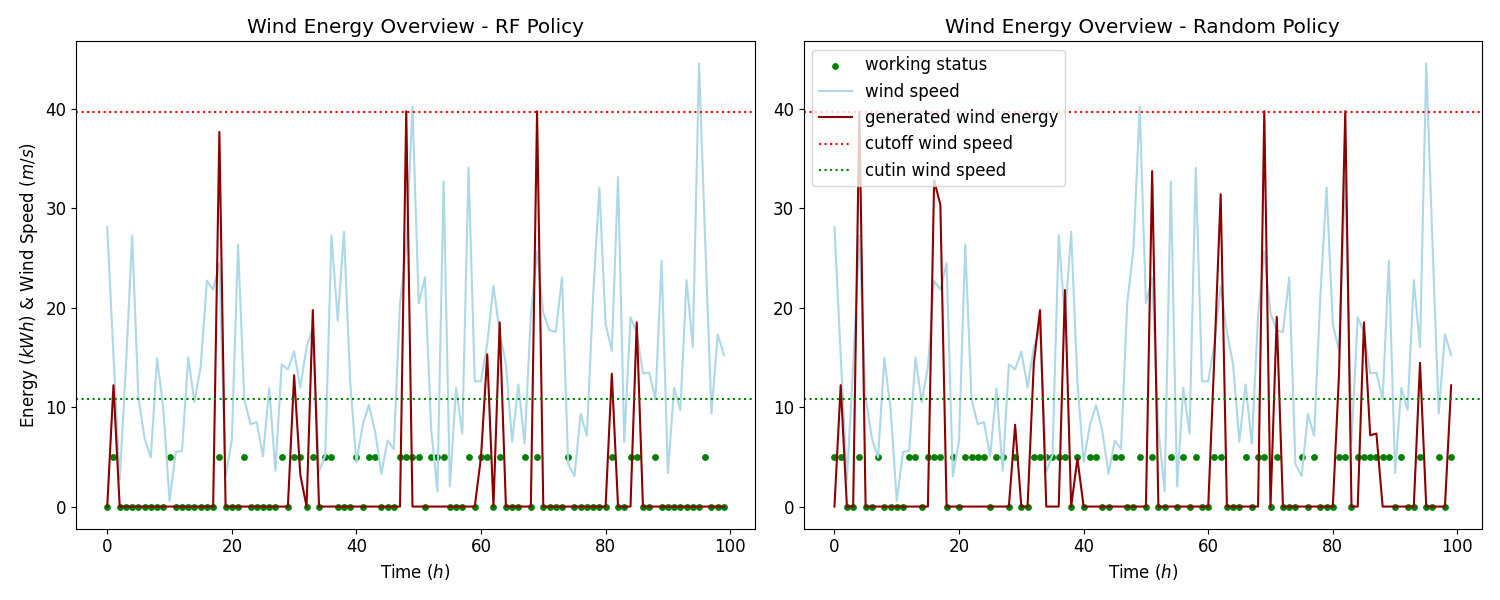 Wind Energy Overview - RF Policy
Energy (kWh) & Wind Speed (m/s)
40
30
20
10
0
0 20 40 60 80 100
Time (h)
Wind Energy Overview - Random Policy
working status
wind speed
generated wind energy
cutoff wind speed
cutin wind speed
40
30
20
10
0
0 20 40 60 80 100
Time (h)